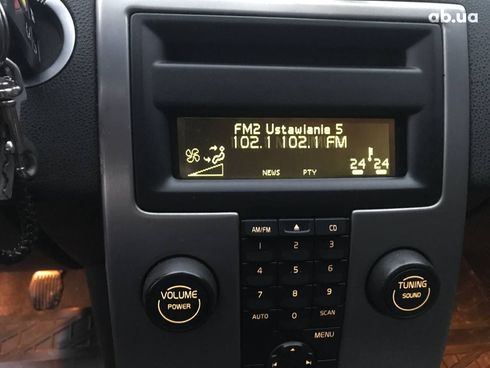 ab.ua
FM2 Ustawianie 5
102.1 102.1 FM
24 24
NEWS PTY
AM/FM CD
1 2 3
4 5 6
7 8 9
AUTO 0 SCAN
MENU
VOLUME
POWER
TUNING
SOUND